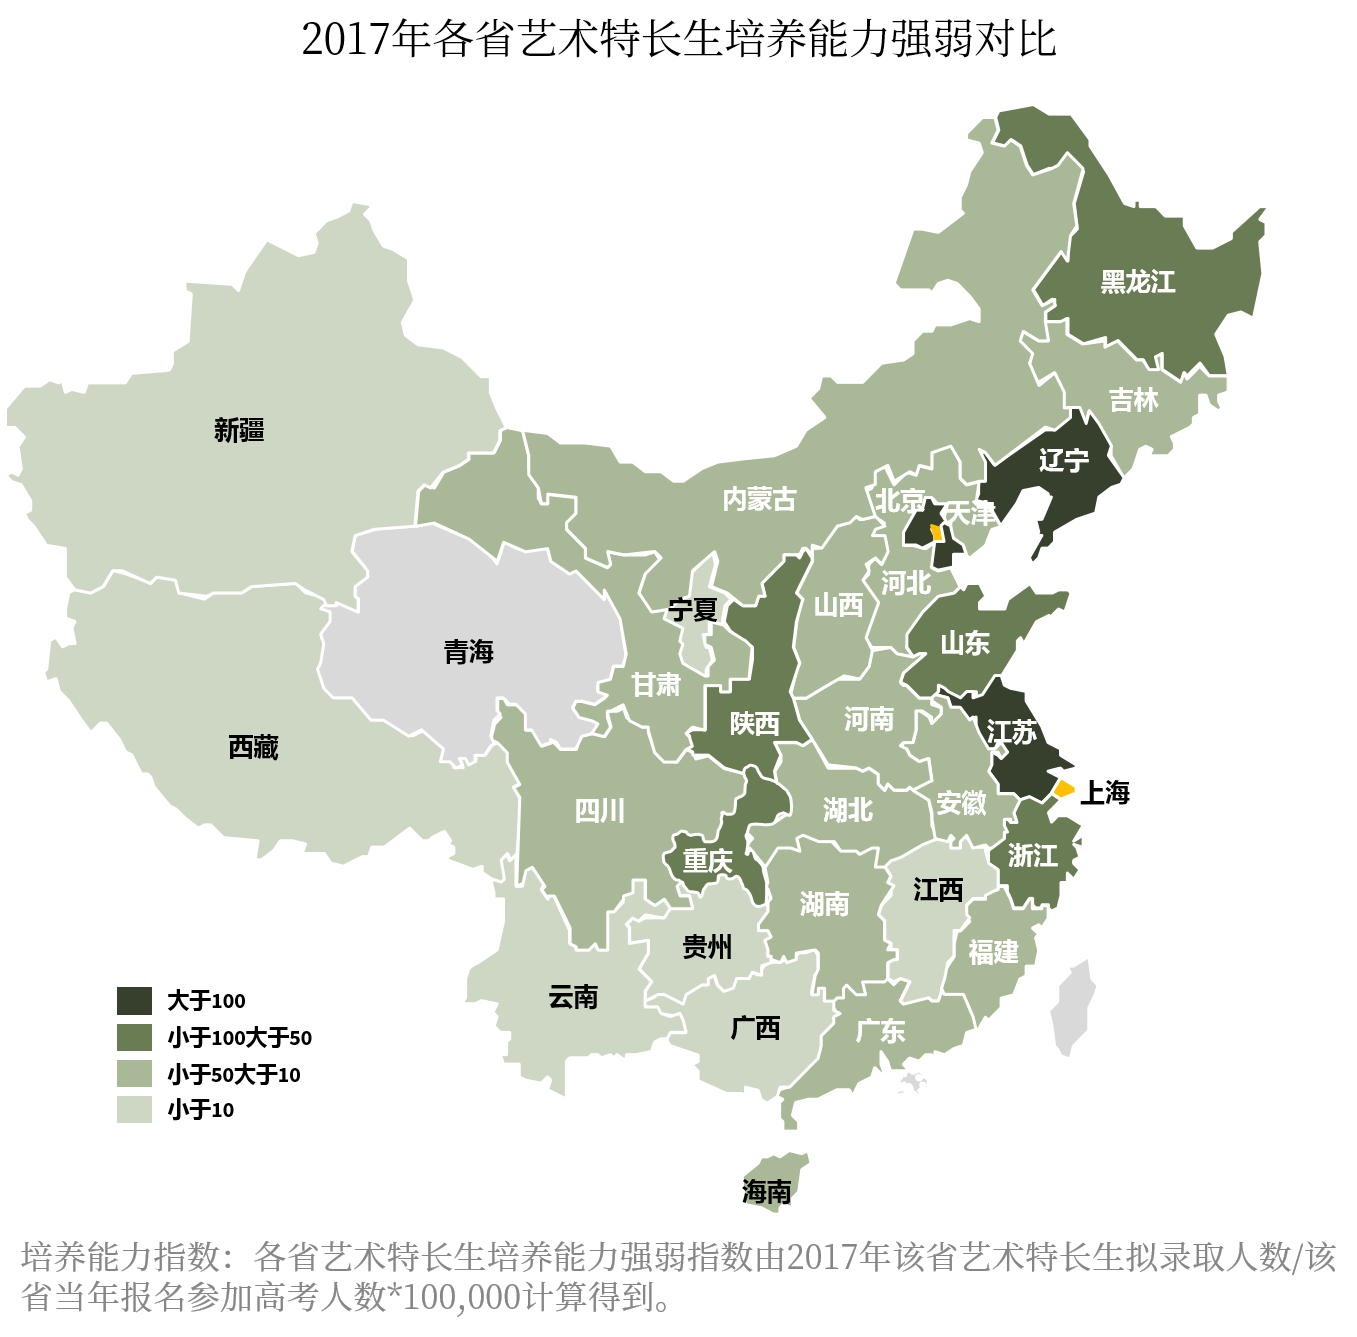 2017年各省艺术特长生培养能力强弱对比
黑龙江
吉林
新疆
辽宁
内蒙古
北京
天津
河北
山西
宁夏
山东
青海
甘肃
河南
陕西
江苏
西藏
上海
安徽
四川
湖北
浙江
重庆
江西
湖南
贵州
福建
云南
广西
广东
大于100
小于100大于50
小于50大于10
小于10
海南
培养能力指数：各省艺术特长生培养能力强弱指数由2017年该省艺术特长生拟录取人数/该
省当年报名参加高考人数*100,000计算得到。